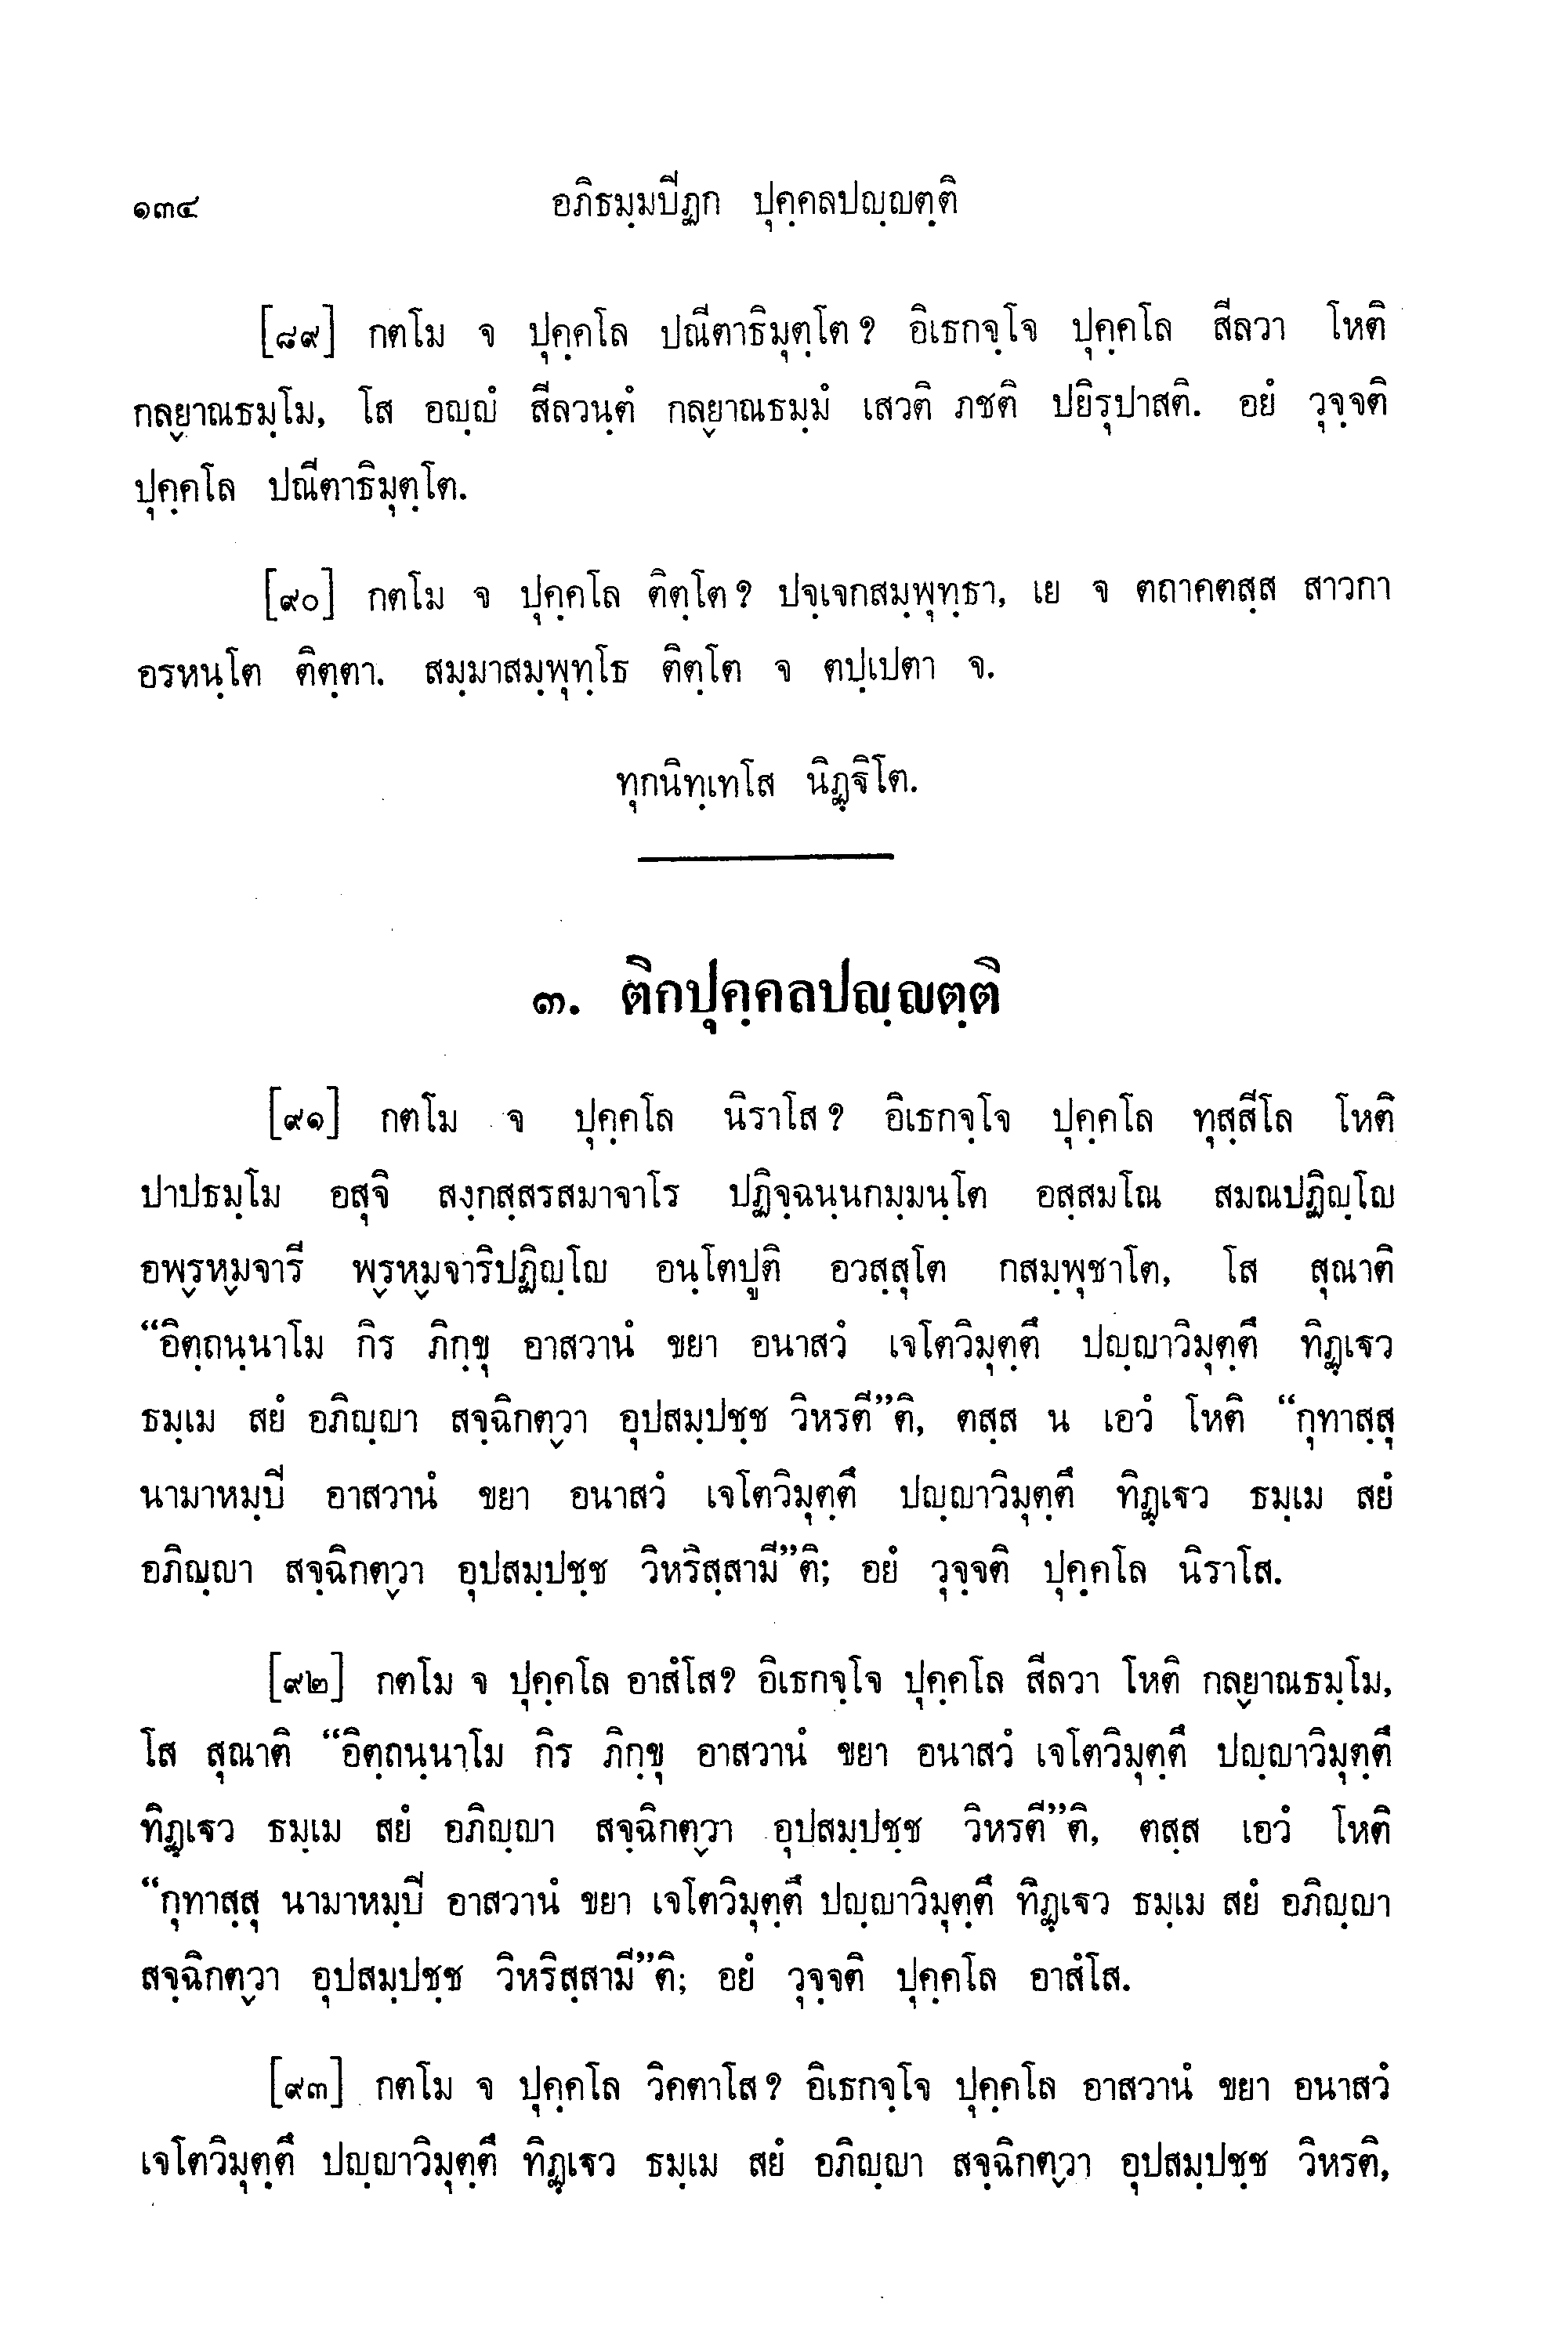 ๑๓๔ อภิธมฺมปิฏก ปุคฺคลปญฺญตฺติ
[๘๙] กตโม จ ปุคฺคโล ปณีตาธิมุตฺโต? อิเธกจฺโจ ปุคฺคโล สีลวา โหติ
กลฺยาณธมฺโม, โส อญฺญํ สีลวนฺตํ กลฺยาณธมฺมํ เสวติ ภชติ ปยิรุปาสติ. อยํ วุจฺจติ
ปุคฺคโล ปณีตาธิมุตฺโต.
[๙๐] กตโม จ ปุคฺคโล ติตฺโต? ปจฺเจกสมฺพุทฺธา, เย จ ตถาคตสฺส สาวกา
อรหนฺโต ติตฺตา. สมฺมาสมฺพุทฺโธ ติตฺโต จ ตปฺเปตา จ.
ทุกนิทฺเทโส นิฏฺฐิโต.
๓. ติกปุคฺคลปญฺญตฺติ
[๙๑] กตโม จ ปุคฺคโล นิราโส? อิเธกจฺโจ ปุคฺคโล ทุสฺสีโล โหติ
ปาปธมฺโม อสุจิ สงฺกสฺสรสมาจาโร ปฏิจฺฉนฺนกมฺมนฺโต อสฺสมโณ สมณปฏิญฺโญ
อพฺรหฺมจารี พฺรหฺมจาริปฏิญฺโญ อนฺโตปูติ อวสฺสุโต กสมฺพุชาโต, โส สุณาติ
“อิตฺถนฺนาโม กิร ภิกฺขุ อาสวานํ ขยา อนาสวํ เจโตวิมุตฺตึ ปญฺญาวิมุตฺตึ ทิฏฺเฐว
ธมฺเม สยํ อภิญฺญา สจฺฉิกตฺวา อุปสมฺปชฺช วิหรตี”ติ, ตสฺส น เอวํ โหติ “กุทาสฺสุ
นามาหมฺปิ อาสวานํ ขยา อนาสวํ เจโตวิมุตฺตึ ปญฺญาวิมุตฺตึ ทิฏฺเฐว ธมฺเม สยํ
อภิญฺญา สจฺฉิกตฺวา อุปสมฺปชฺช วิหริสฺสามี”ติ; อยํ วุจฺจติ ปุคฺคโล นิราโส.
[๙๒] กตโม จ ปุคฺคโล อาสํโส? อิเธกจฺโจ ปุคฺคโล สีลวา โหติ กลฺยาณธมฺโม,
โส สุณาติ “อิตฺถนฺนาโม กิร ภิกฺขุ อาสวานํ ขยา อนาสวํ เจโตวิมุตฺตึ ปญฺญาวิมุตฺตึ
ทิฏฺเฐว ธมฺเม สยํ อภิญฺญา สจฺฉิกตฺวา อุปสมฺปชฺช วิหรตี”ติ, ตสฺส เอวํ โหติ
“กุทาสฺสุ นามาหมฺปิ อาสวานํ ขยา เจโตวิมุตฺตึ ปญฺญาวิมุตฺตึ ทิฏฺเฐว ธมฺเม สยํ อภิญฺญา
สจฺฉิกตฺวา อุปสมฺปชฺช วิหริสฺสามี”ติ; อยํ วุจฺจติ ปุคฺคโล อาสํโส.
[๙๓] กตโม จ ปุคฺคโล วิคตาโส? อิเธกจฺโจ ปุคฺคโล อาสวานํ ขยา อนาสวํ
เจโตวิมุตฺตึ ปญฺญาวิมุตฺตึ ทิฏฺเฐว ธมฺเม สยํ อภิญฺญา สจฺฉิกตฺวา อุปสมฺปชฺช วิหรติ,